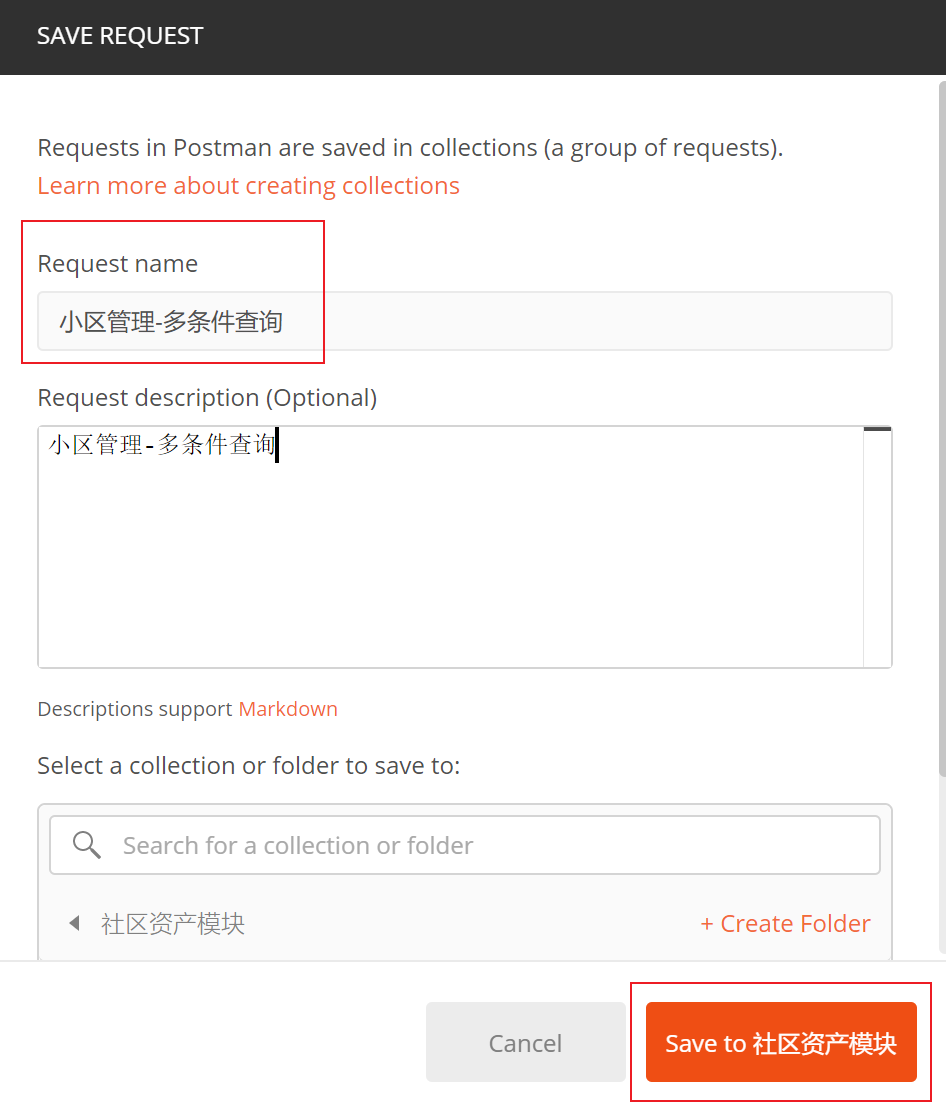 SAVE REQUEST
Requests in Postman are saved in collections (a group of requests).
Learn more about creating collections
Request name
小区管理-多条件查询
Request description (Optional)
小区管理-多条件查询
Descriptions support Markdown
Select a collection or folder to save to:
Search for a collection or folder
社区资产模块 + Create Folder
Cancel Save to 社区资产模块